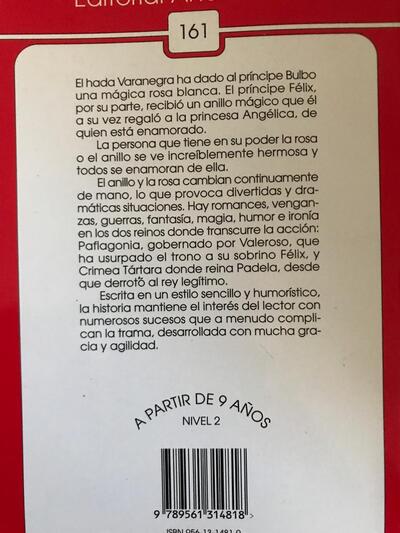 Editorial An
161
El hada Varanegra ha dado al príncipe Bulbo
una mágica rosa blanca. El príncipe Félix,
por su parte, recibió un anillo mágico que él
a su vez regaló a la princesa Angélica, de
quien está enamorado.
La persona que tiene en su poder la rosa
o el anillo se ve increíblemente hermosa y
todos se enamoran de ella.
El anillo y la rosa cambian continuamente
de mano, lo que provoca divertidas y dra-
máticas situaciones. Hay romances, vengan-
zas, guerras, fantasía, magia, humor e ironía
en los dos reinos donde transcurre la acción:
Paflagonia, gobernado por Valeroso, que
ha usurpado el trono a su sobrino Félix, y
Crimea Tártara donde reina Padela, desde
que derrotó al rey legítimo.
Escrita en un estilo sencillo y humorístico,
la historia mantiene el interés del lector con
numerosos sucesos que a menudo compli-
can la trama, desarrollada con mucha gra-
cia y agilidad.
A PARTIR DE 9 AÑOS
NIVEL 2
9 789561 314818 >
ISBN 956-13-1481-0